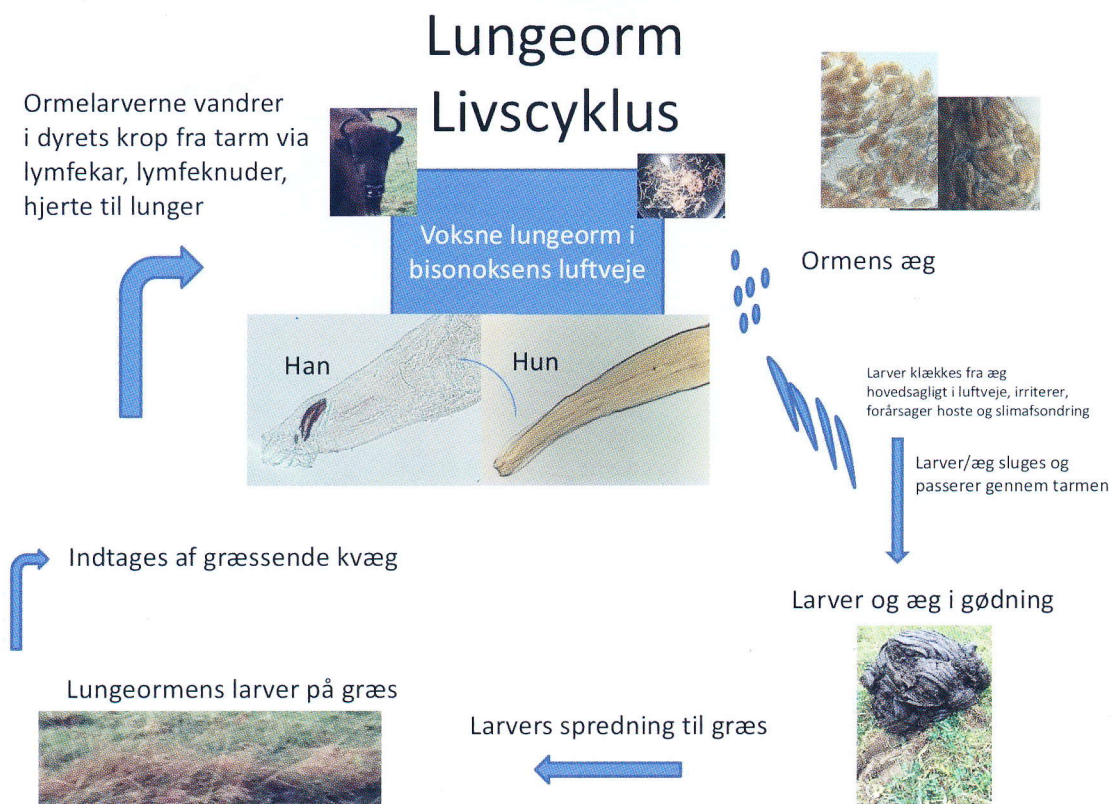 Lungeorm
Livscyklus
Ormelarverne vandrer
i dyrets krop fra tarm via
lymfekar, lymfeknuder,
hjerte til lunger
Voksne lungeorm i
bisonoksens luftveje
Ormens æg
Han
Hun
Larver klækkes fra æg
hovedsagligt i luftveje, irriterer,
forårsager hoste og slimafsondring
Larver/æg sluges og
passerer gennem tarmen
Indtages af græssende kvæg
Larver og æg i gødning
Lungeormens larver på græs
Larvers spredning til græs